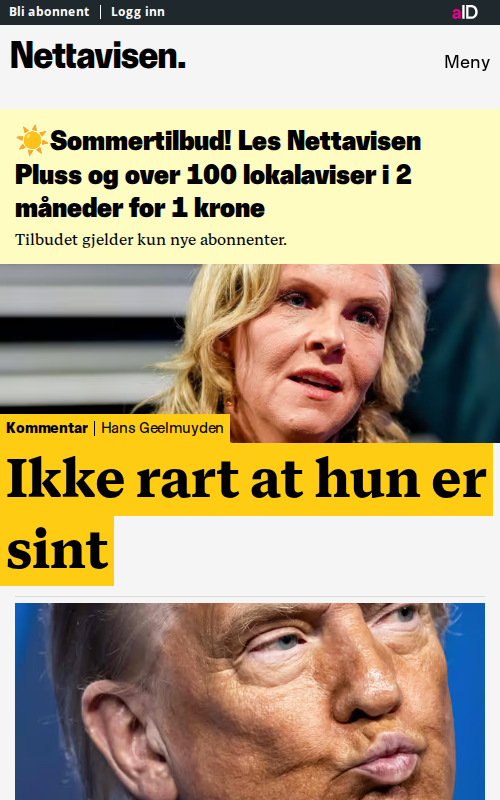 Bli abonnent | Logg inn
aID
Nettavisen.
Meny
☀️Sommertilbud! Les Nettavisen
Pluss og over 100 lokalaviser i 2
måneder for 1 krone
Tilbudet gjelder kun nye abonnenter.
Kommentar | Hans Geelmuyden
Ikke rart at hun er
sint